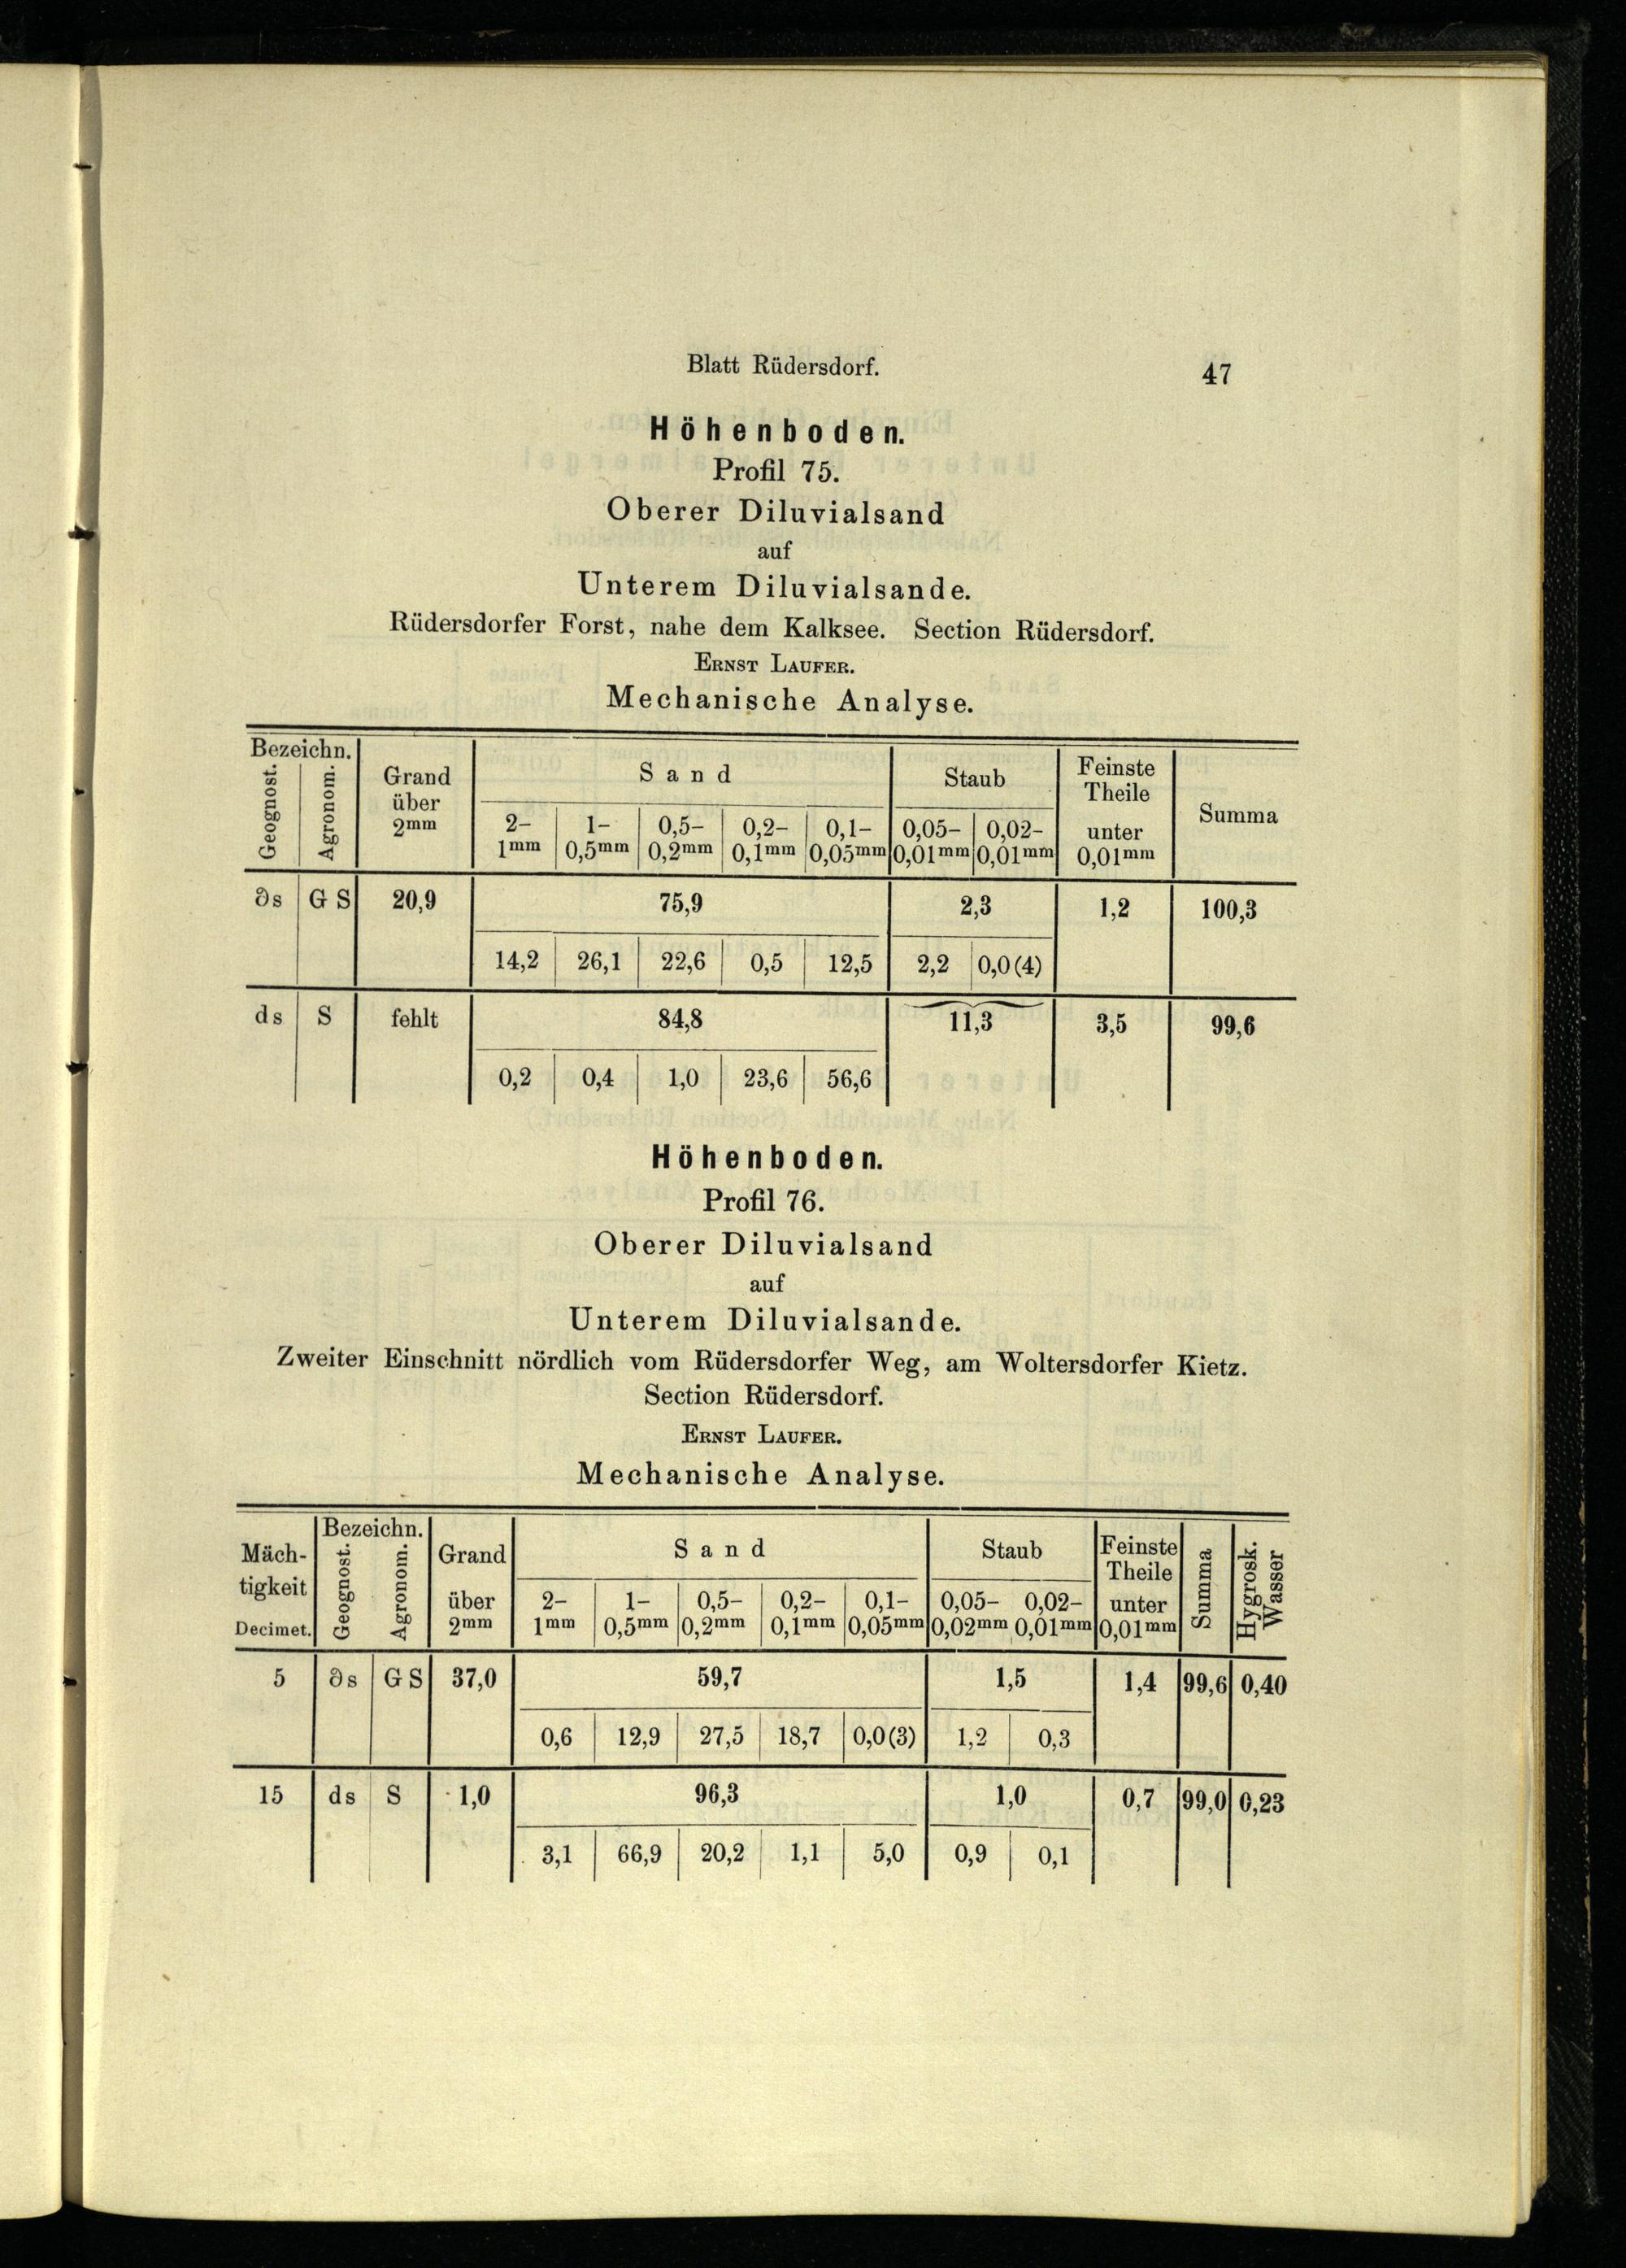 Blatt Rüdersdorf. 47
Höhenboden.
Profil 75.
Oberer Diluvialsand
auf
Unterem Diluvialsande.
Rüdersdorfer Forst, nahe dem Kalksee. Section Rüdersdorf.
ERNST LAUFER.
Mechanische Analyse.
Bezeichn. Grand über 2mm Sand Staub Feinste Theile unter 0,01mm Summa
Geognost. Agronom. 2–1mm 1–0,5mm 0,5–0,2mm 0,2–0,1mm 0,1–0,05mm 0,05–0,01mm 0,02–0,01mm
∂s G S 20,9 75,9 2,3 1,2 100,3
14,2 26,1 22,6 0,5 12,5 2,2 0,0(4)
ds S fehlt 84,8 11,3 3,5 99,6
0,2 0,4 1,0 23,6 56,6
Höhenboden.
Profil 76.
Oberer Diluvialsand
auf
Unterem Diluvialsande.
Zweiter Einschnitt nördlich vom Rüdersdorfer Weg, am Woltersdorfer Kietz.
Section Rüdersdorf.
ERNST LAUFER.
Mechanische Analyse.
Mäch-tigkeit Decimet. Bezeichn. Grand über 2mm Sand Staub Feinste Theile unter 0,01mm Summa Hygrosk. Wasser
Geognost. Agronom. 2–1mm 1–0,5mm 0,5–0,2mm 0,2–0,1mm 0,1–0,05mm 0,05–0,02mm 0,02–0,01mm
5 ∂s G S 37,0 59,7 1,5 1,4 99,6 0,40
0,6 12,9 27,5 18,7 0,0(3) 1,2 0,3
15 ds S 1,0 96,3 1,0 0,7 99,0 0,23
3,1 66,9 20,2 1,1 5,0 0,9 0,1